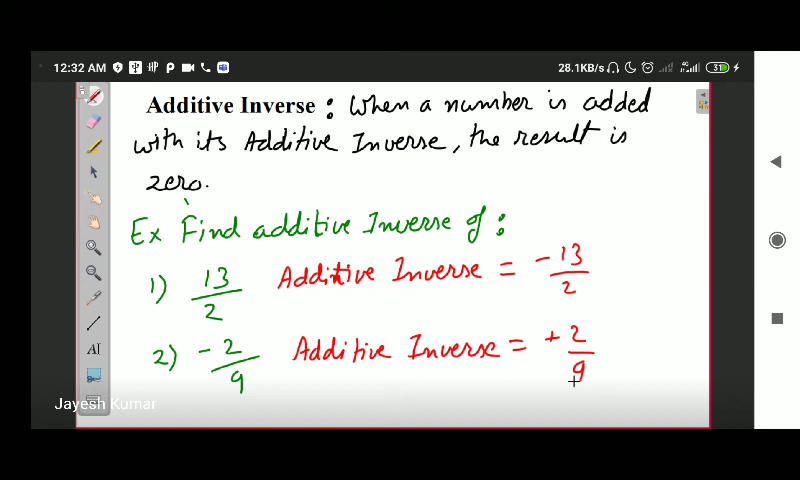 12:32 AM
28.1KB/s 4G 31
Additive Inverse : When a number is added
with its Additive Inverse, the result is
zero.
Ex Find additive Inverse of :
1) 13/2 Additive Inverse = -13/2
2) -2/9 Additive Inverse = +2/9
AI
Jayesh Kumar